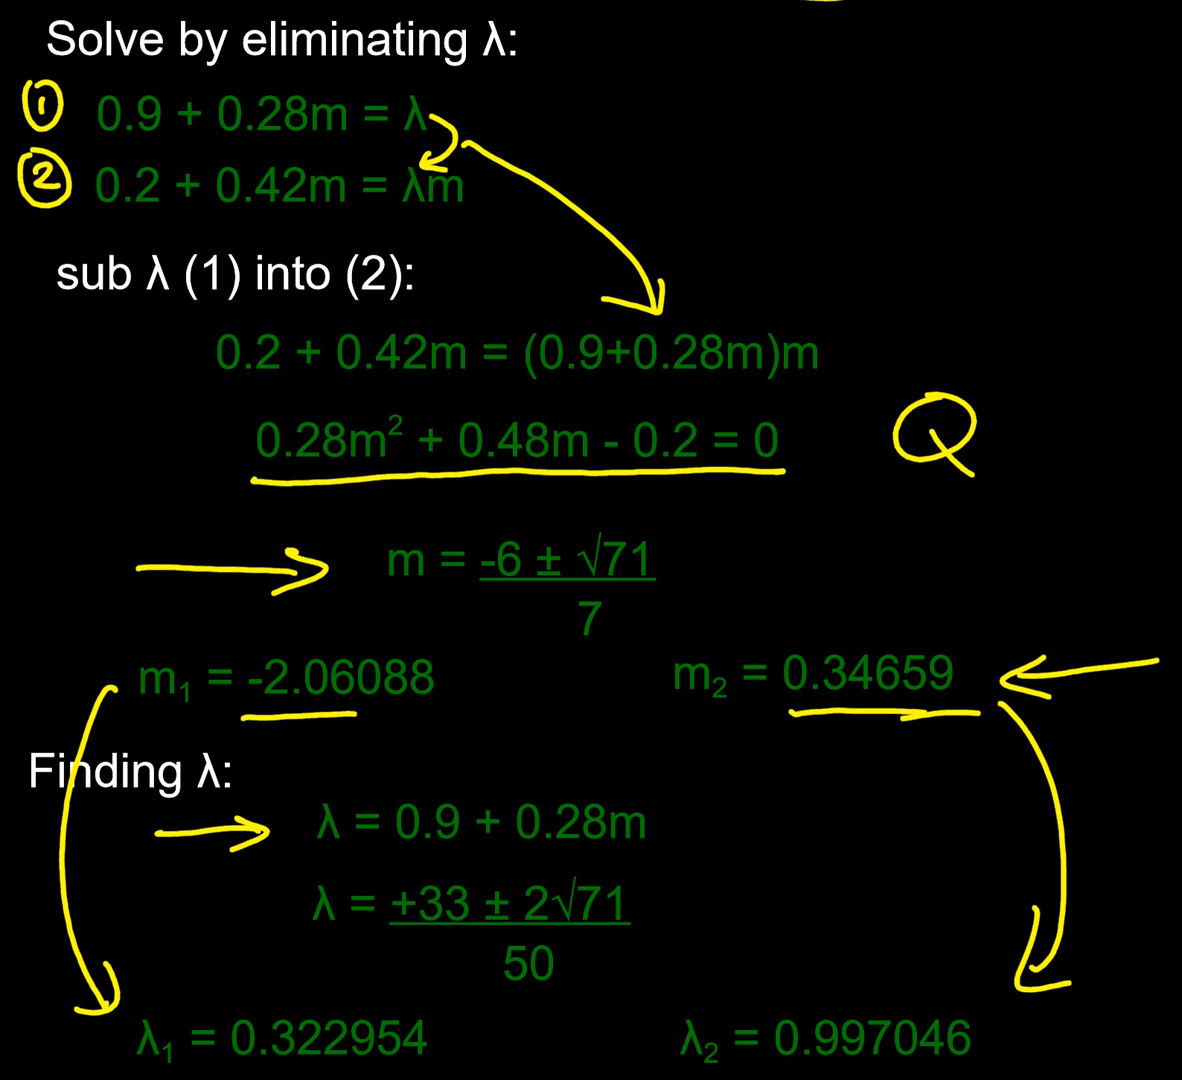 Solve by eliminating λ:
① 0.9 + 0.28m = λ
② 0.2 + 0.42m = λm
sub λ (1) into (2):
0.2 + 0.42m = (0.9+0.28m)m
0.28m² + 0.48m - 0.2 = 0 Q
m = -6 ± √71
7
m₁ = -2.06088 m₂ = 0.34659
Finding λ:
λ = 0.9 + 0.28m
λ = +33 ± 2√71
50
λ₁ = 0.322954 λ₂ = 0.997046